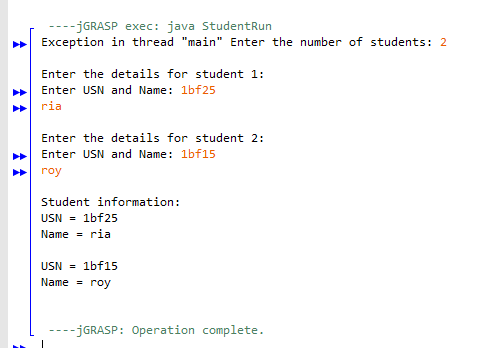 ----jGRASP exec: java StudentRun
Exception in thread "main" Enter the number of students: 2
Enter the details for student 1:
Enter USN and Name: 1bf25
ria
Enter the details for student 2:
Enter USN and Name: 1bf15
roy
Student information:
USN = 1bf25
Name = ria
USN = 1bf15
Name = roy
----jGRASP: Operation complete.